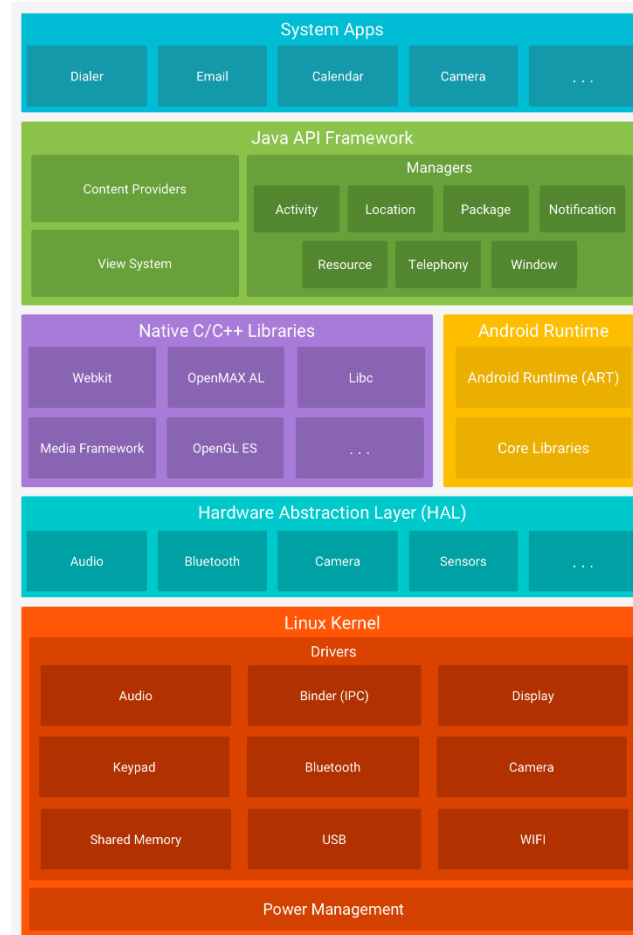 System Apps
Dialer
Email
Calendar
Camera
. . .
Java API Framework
Content Providers
View System
Managers
Activity
Location
Package
Notification
Resource
Telephony
Window
Native C/C++ Libraries
Webkit
OpenMAX AL
Libc
Media Framework
OpenGL ES
. . .
Android Runtime
Android Runtime (ART)
Core Libraries
Hardware Abstraction Layer (HAL)
Audio
Bluetooth
Camera
Sensors
. . .
Linux Kernel
Drivers
Audio
Binder (IPC)
Display
Keypad
Bluetooth
Camera
Shared Memory
USB
WIFI
Power Management